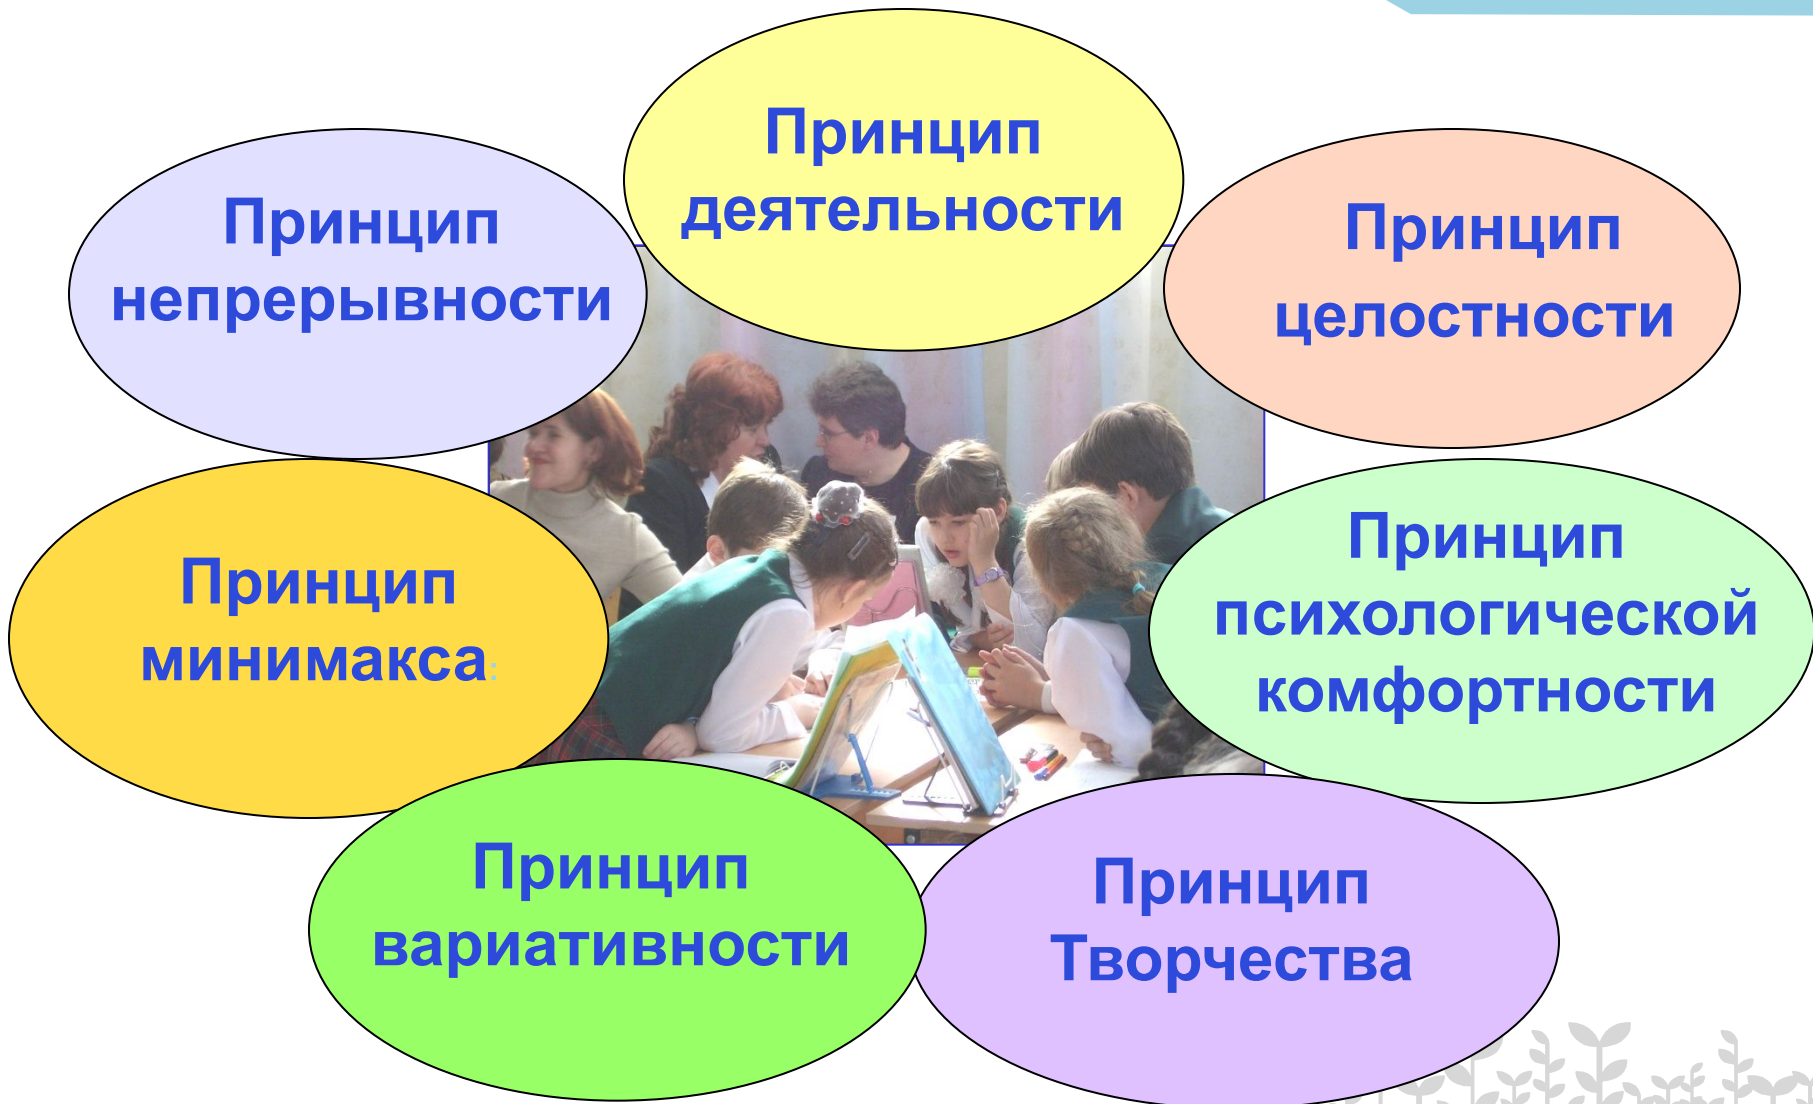 Принцип
деятельности
Принцип
непрерывности
Принцип
целостности
Принцип
психологической
комфортности
Принцип
минимакса:
Принцип
вариативности
Принцип
Творчества